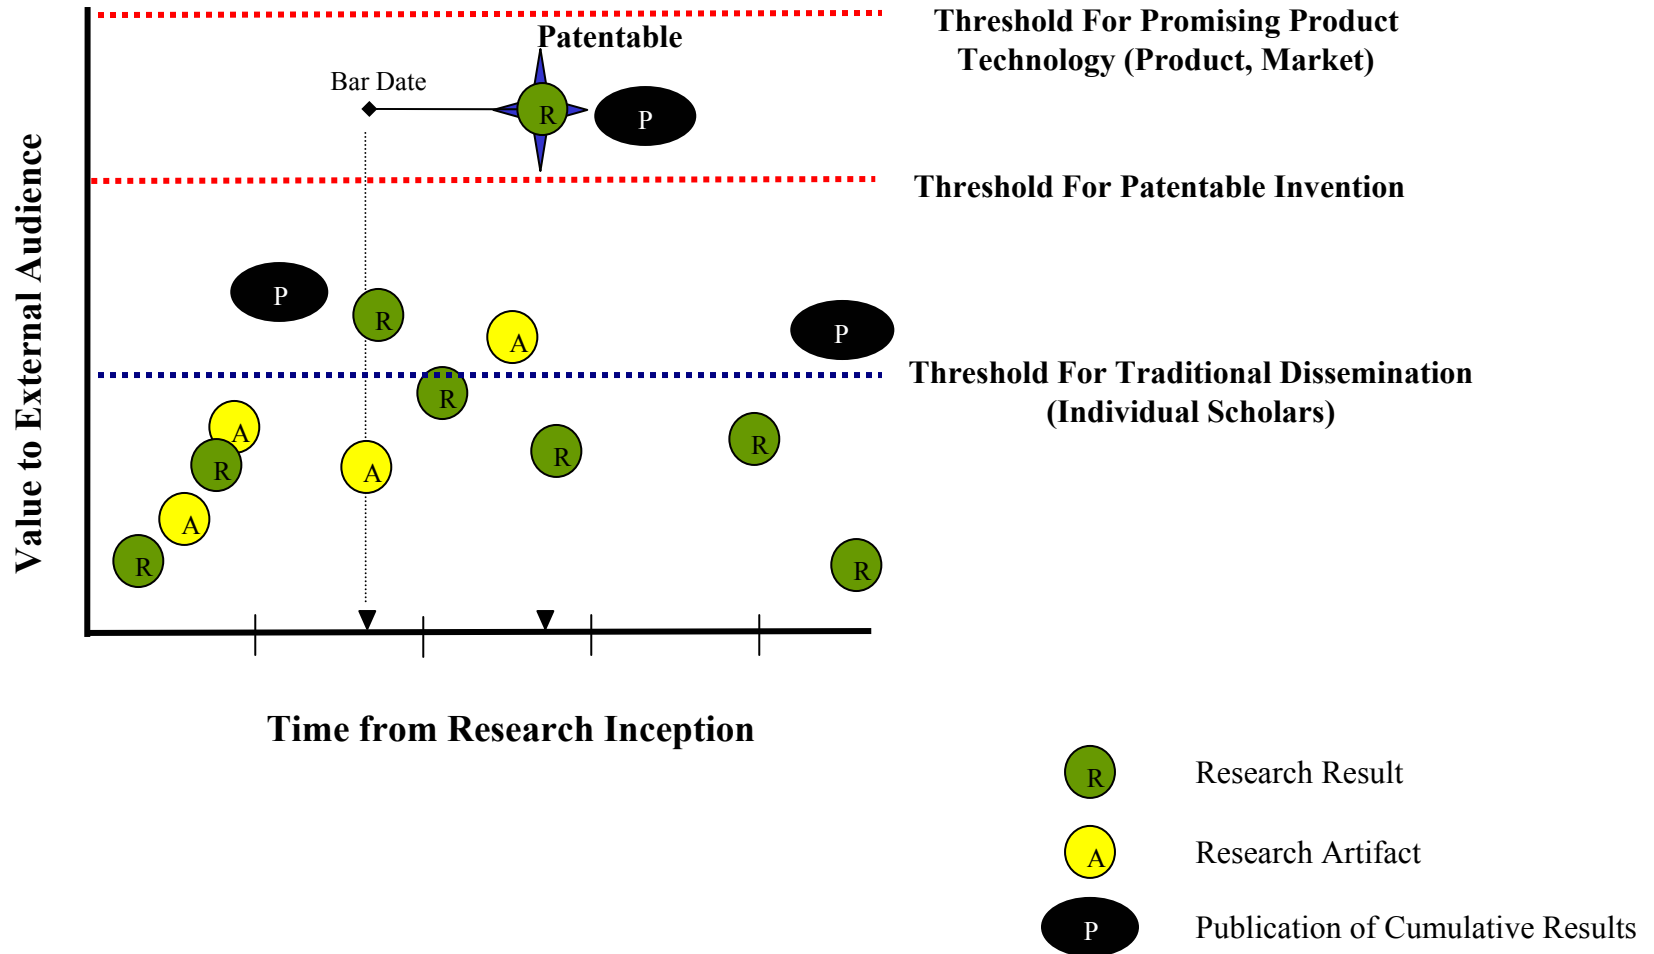 Threshold For Promising Product
Technology (Product, Market)
Patentable
Bar Date
R
P
Threshold For Patentable Invention
Value to External Audience
P
R
A
P
Threshold For Traditional Dissemination
(Individual Scholars)
R
A
R
A
R
R
A
R
R
Time from Research Inception
R
Research Result
A
Research Artifact
P
Publication of Cumulative Results